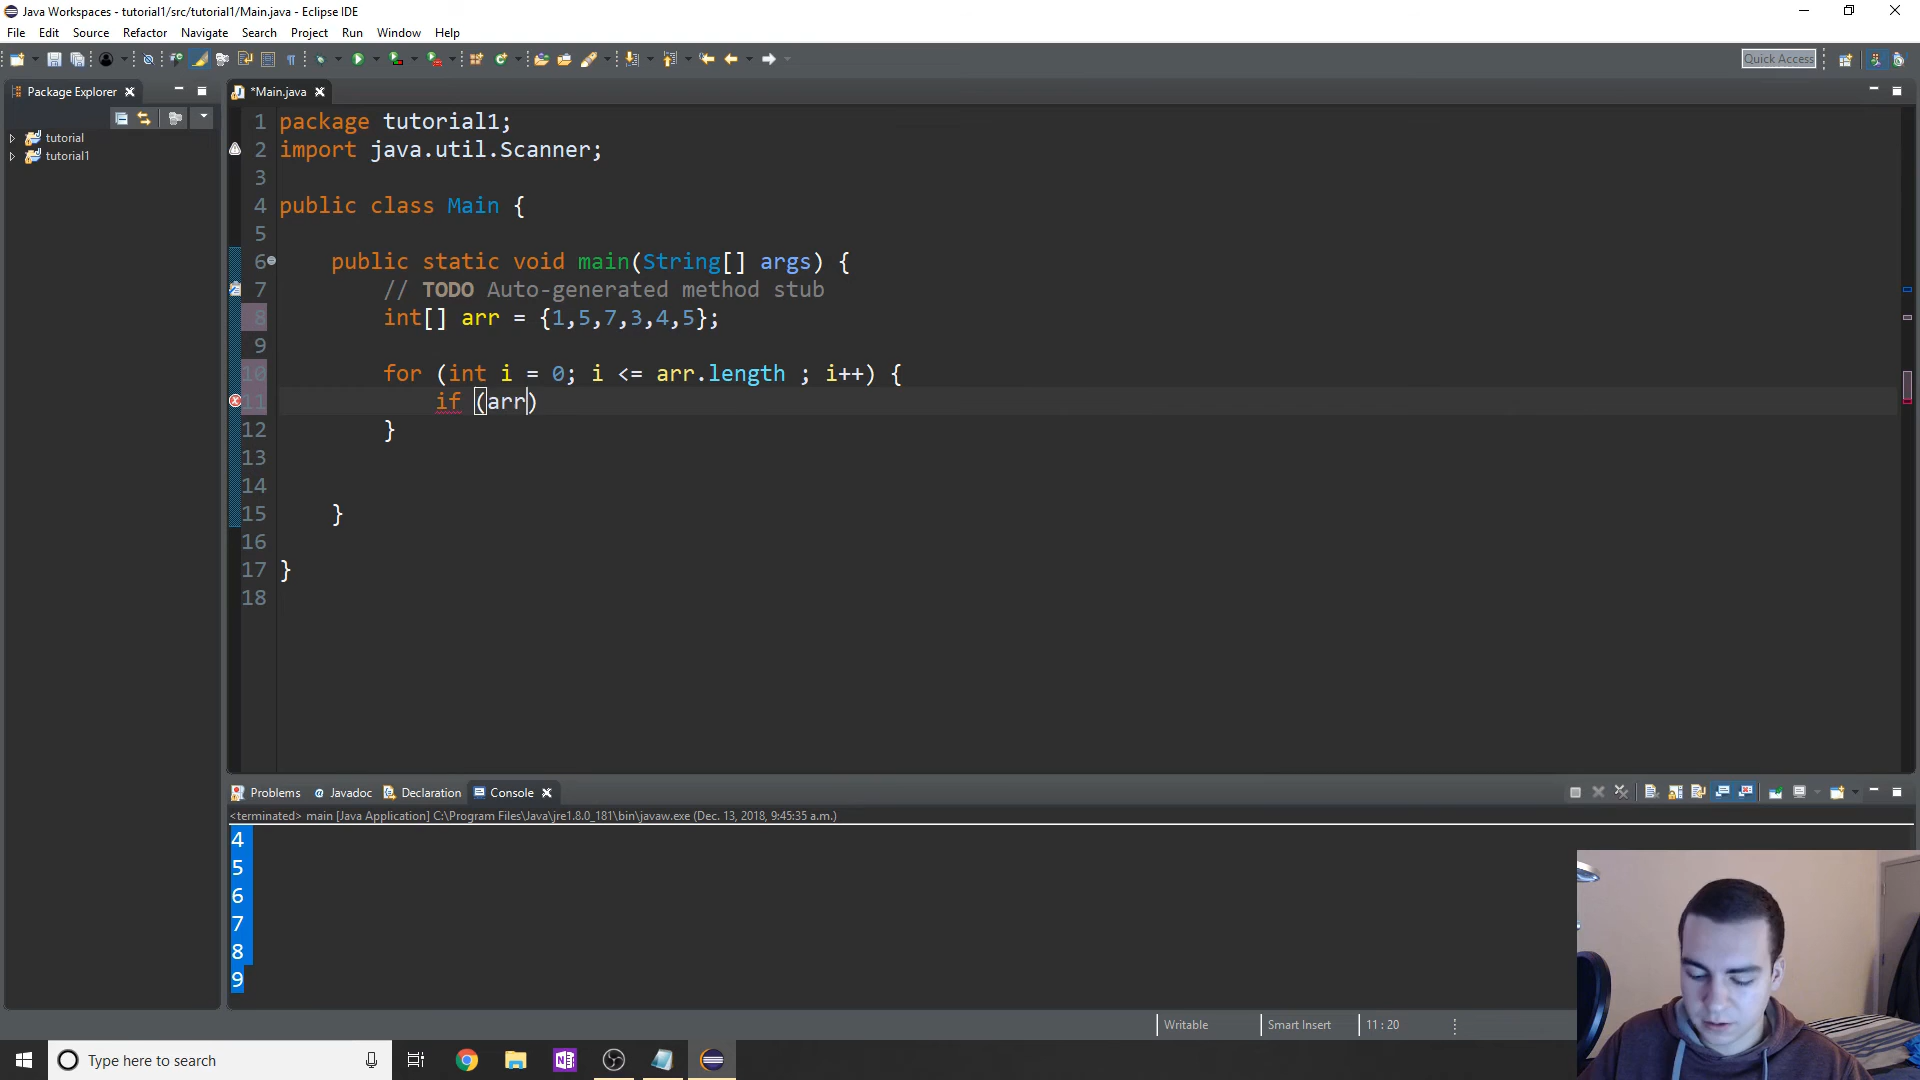 Java Workspaces - tutorial1/src/tutorial1/Main.java - Eclipse IDE
File Edit Source Refactor Navigate Search Project Run Window Help
Quick Access
Package Explorer
*Main.java
tutorial
tutorial1
1 package tutorial1;
2 import java.util.Scanner;
3
4 public class Main {
5
6 public static void main(String[] args) {
7 // TODO Auto-generated method stub
8 int[] arr = {1,5,7,3,4,5};
9
10 for (int i = 0; i <= arr.length ; i++) {
11 if (arr)
12 }
13
14
15 }
16
17 }
18
Problems Javadoc Declaration Console
<terminated> main [Java Application] C:\Program Files\Java\jre1.8.0_181\bin\javaw.exe (Dec. 13, 2018, 9:45:35 a.m.)
4
5
6
7
8
9
Writable Smart Insert 11 : 20
Type here to search